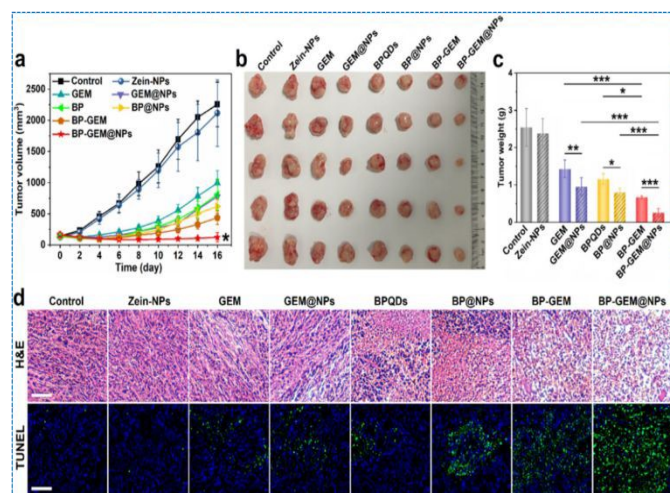 a
Tumor volume (mm³)
2500
2000
1500
1000
500
0
Control
Zein-NPs
GEM
GEM@NPs
BP
BP@NPs
BP-GEM
BP-GEM@NPs
*
0 2 4 6 8 10 12 14 16
Time (day)
b
Control
Zein-NPs
GEM
GEM@NPs
BPQDs
BP@NPs
BP-GEM
BP-GEM@NPs
c
Tumor weight (g)
4
3
2
1
0
***
*
***
***
**
*
***
Control
Zein-NPs
GEM
GEM@NPs
BPQDs
BP@NPs
BP-GEM
BP-GEM@NPs
d
Control Zein-NPs GEM GEM@NPs BPQDs BP@NPs BP-GEM BP-GEM@NPs
H&E
TUNEL